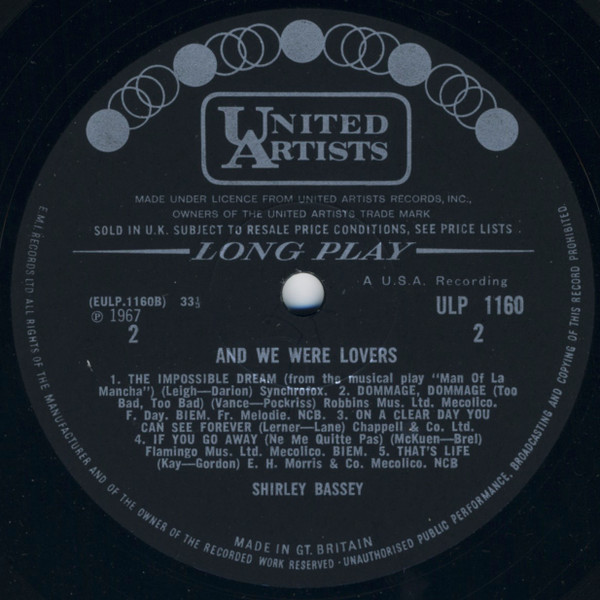 UNITED
ARTISTS
MADE UNDER LICENCE FROM UNITED ARTISTS RECORDS, INC.,
OWNERS OF THE UNITED ARTISTS TRADE MARK
SOLD IN U.K. SUBJECT TO RESALE PRICE CONDITIONS, SEE PRICE LISTS
LONG PLAY
A U.S.A. Recording
(EULP.1160B) 33⅓
ULP 1160
℗ 1967
2
2
AND WE WERE LOVERS
1. THE IMPOSSIBLE DREAM (from the musical play "Man Of La
Mancha") (Leigh—Darion) Synchrofox. 2. DOMMAGE, DOMMAGE (Too
Bad, Too Bad) (Vance—Pockriss) Robbins Mus. Ltd. Mecolico.
F. Day. BIEM. Fr. Melodie. NCB. 3. ON A CLEAR DAY YOU
CAN SEE FOREVER (Lerner—Lane) Chappell & Co. Ltd.
4. IF YOU GO AWAY (Ne Me Quitte Pas) (McKuen—Brel)
Flamingo Mus. Ltd. Mecolico. BIEM. 5. THAT'S LIFE
(Kay—Gordon) E. H. Morris & Co. Mecolico. NCB
SHIRLEY BASSEY
MADE IN GT. BRITAIN
E.M.I RECORDS LTD ALL RIGHTS OF THE MANUFACTURER AND OF THE OWNER OF THE RECORDED WORK RESERVED · UNAUTHORISED PUBLIC PERFORMANCE, BROADCASTING AND COPYING OF THIS RECORD PROHIBITED